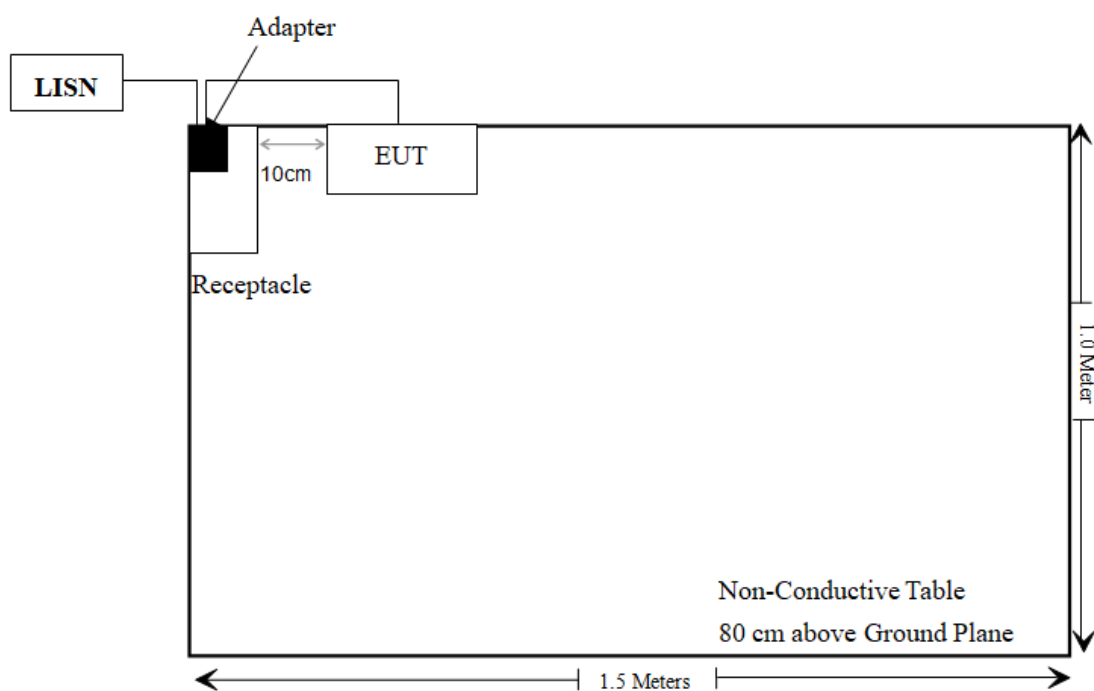 Adapter
LISN
EUT
10cm
Receptacle
1.0 Meter
Non-Conductive Table
80 cm above Ground Plane
1.5 Meters